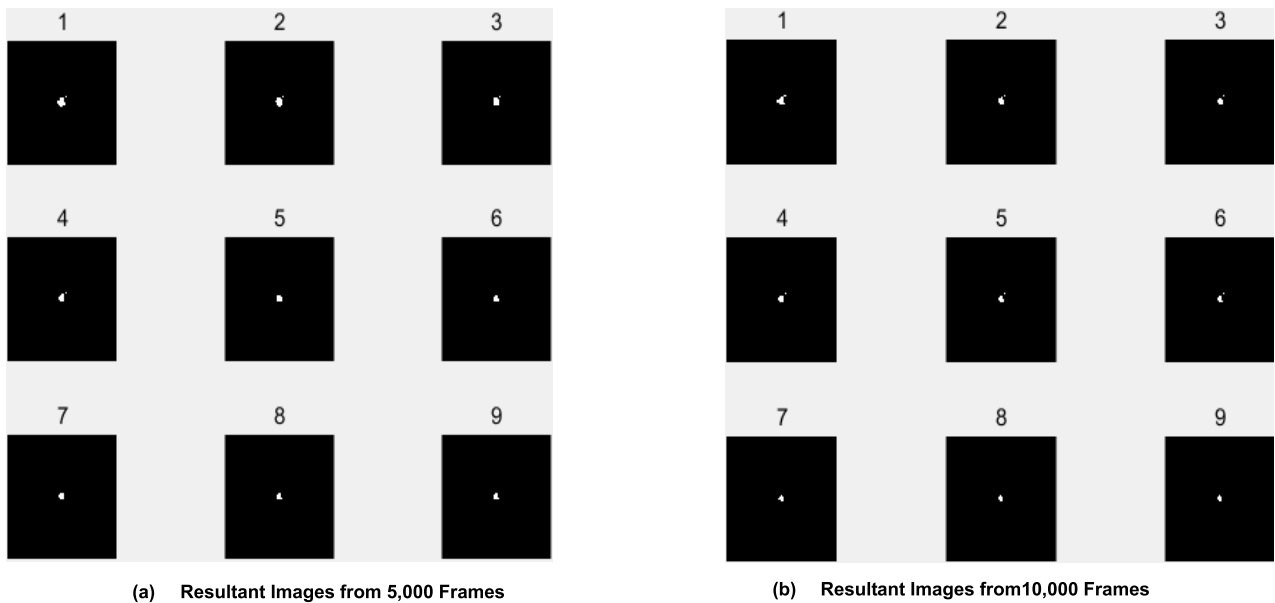 1 2 3
4 5 6
7 8 9
(a) Resultant Images from 5,000 Frames
1 2 3
4 5 6
7 8 9
(b) Resultant Images from10,000 Frames